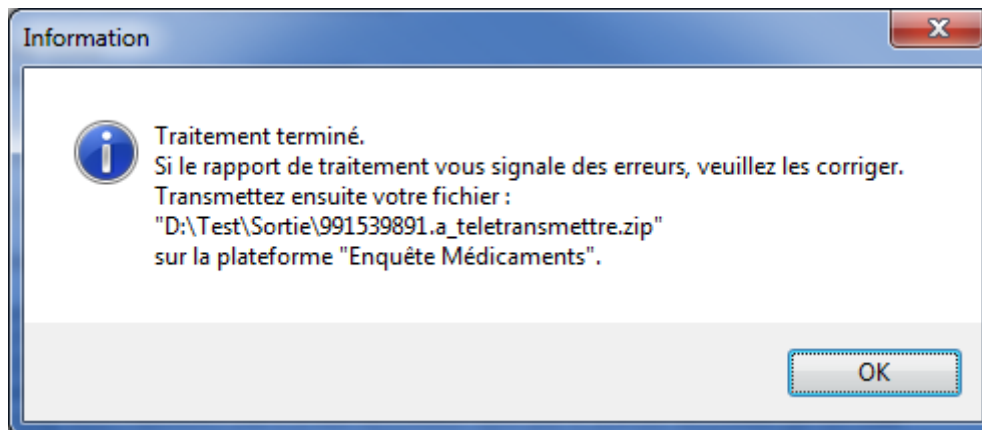 Information
Traitement terminé.
Si le rapport de traitement vous signale des erreurs, veuillez les corriger.
Transmettez ensuite votre fichier :
"D:\Test\Sortie\991539891.a_teletransmettre.zip"
sur la plateforme "Enquête Médicaments".
OK